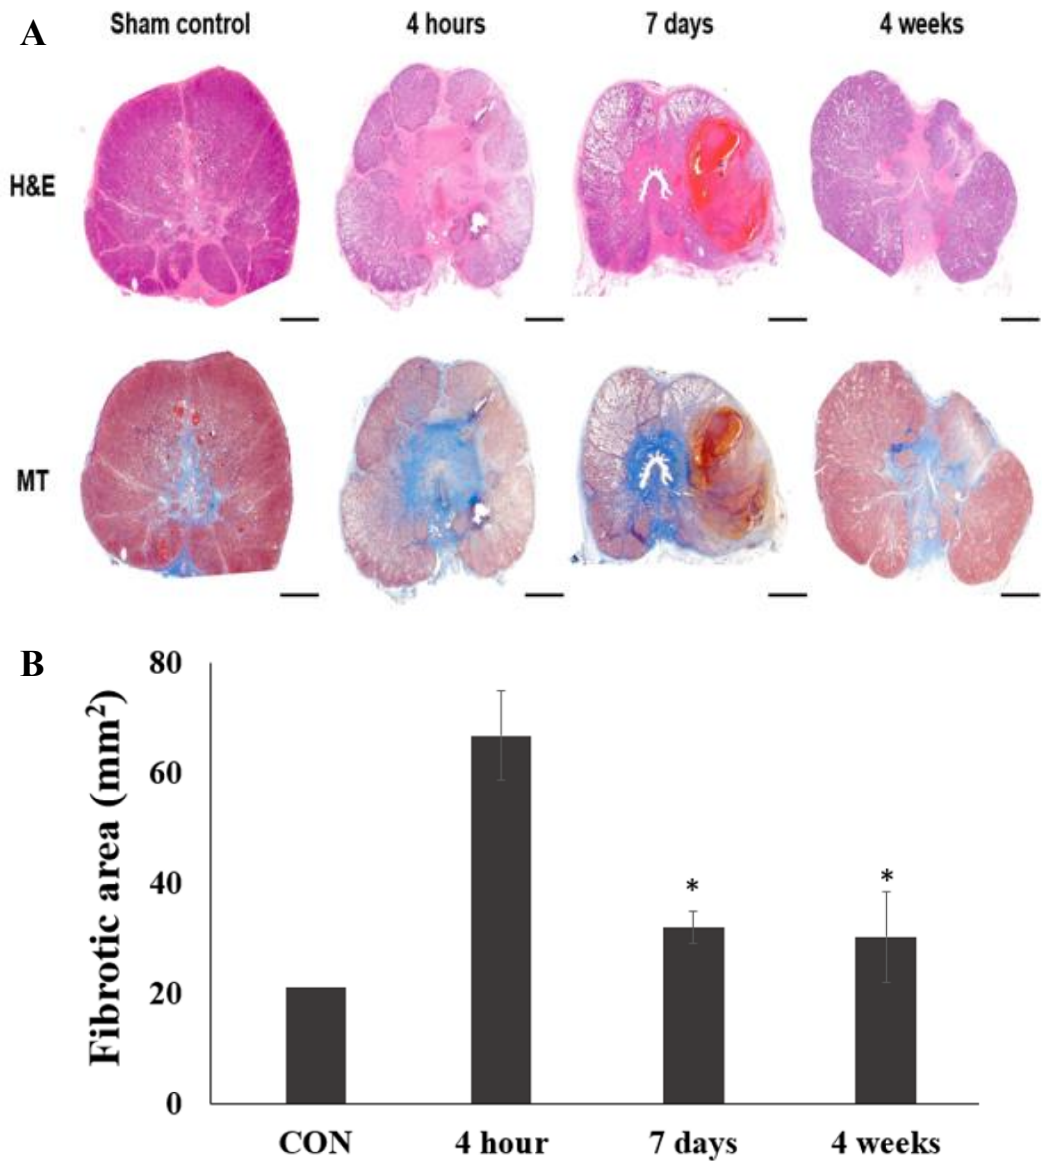 A
Sham control 4 hours 7 days 4 weeks
H&E
MT
B
Fibrotic area (mm²)
80
60
40
20
0
* *
CON 4 hour 7 days 4 weeks